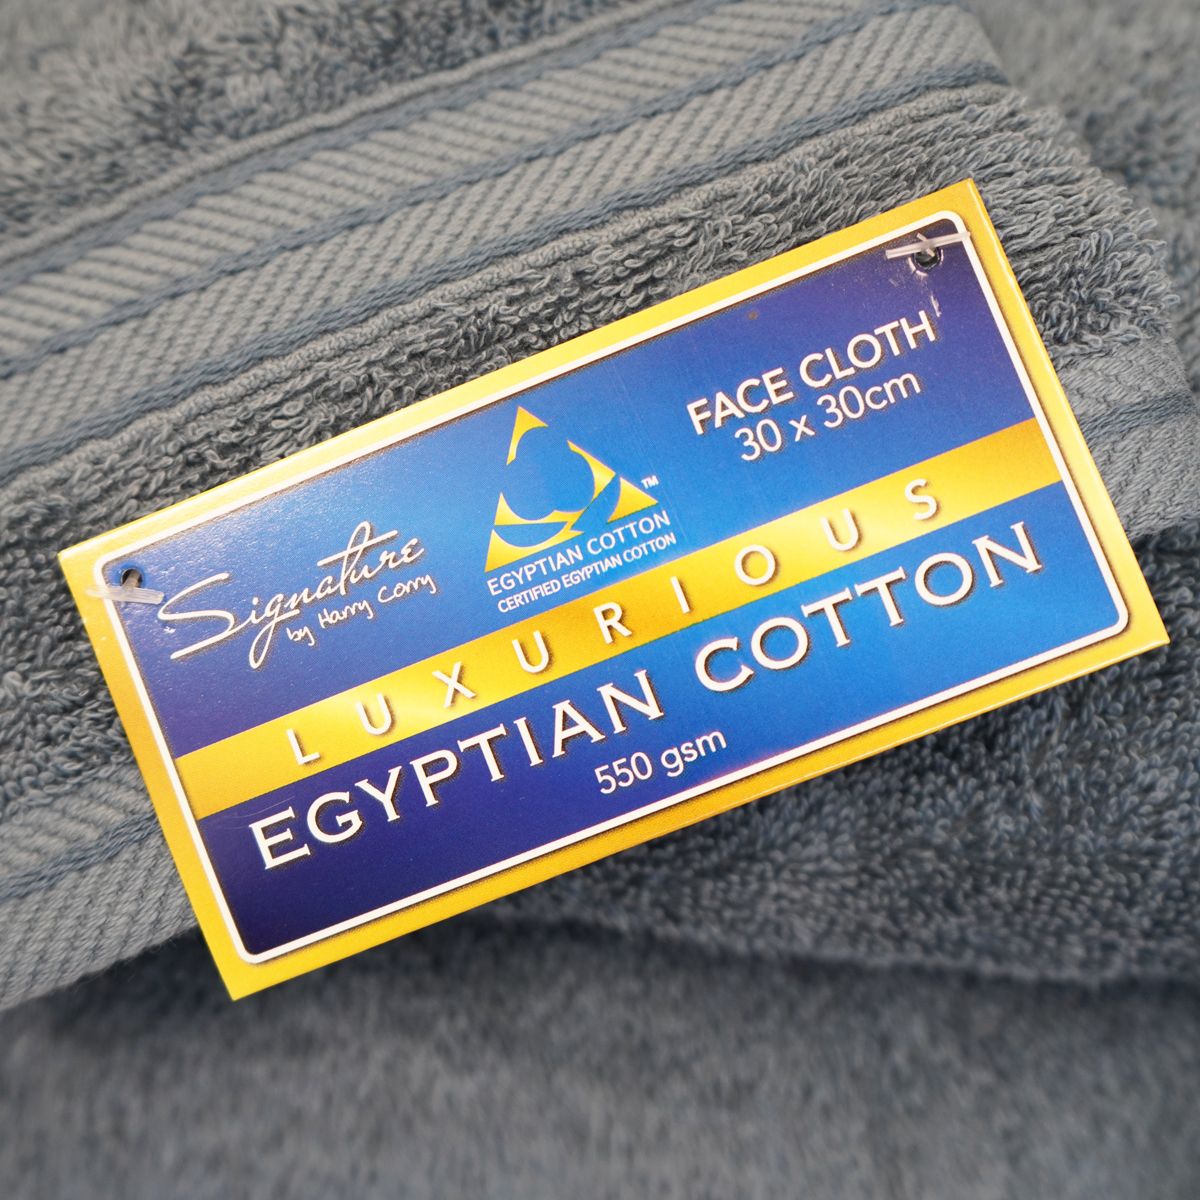 FACE CLOTH
30 x 30cm
Signature
by Harry Corry
™
EGYPTIAN COTTON
CERTIFIED EGYPTIAN COTTON
LUXURIOUS
EGYPTIAN COTTON
550 gsm